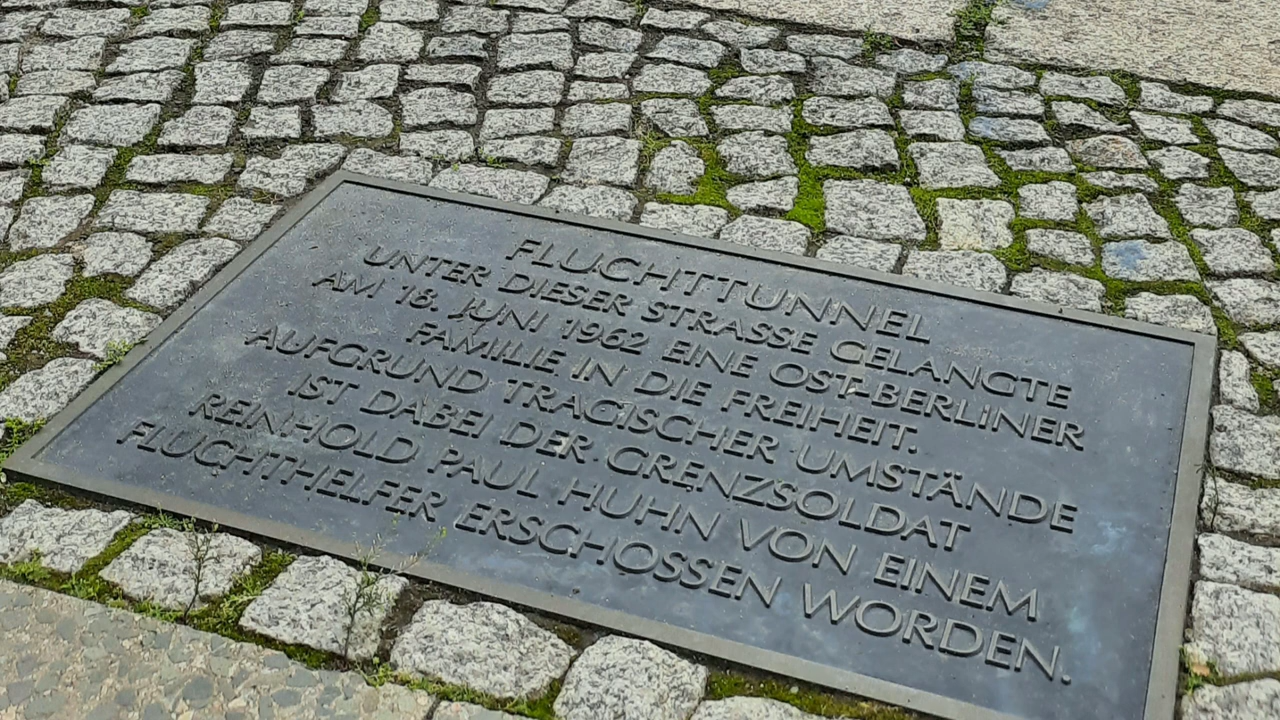 FLUCHTTUNNEL
UNTER DIESER STRASSE GELANGTE
AM 18. JUNI 1962 EINE OST-BERLINER
FAMILIE IN DIE FREIHEIT.
AUFGRUND TRAGISCHER UMSTÄNDE
IST DABEI DER GRENZSOLDAT
REINHOLD PAUL HUHN VON EINEM
FLUCHTHELFER ERSCHOSSEN WORDEN.